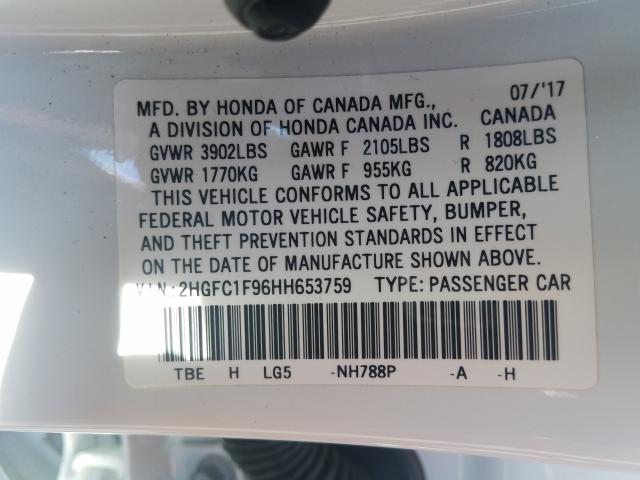 MFD. BY HONDA OF CANADA MFG., 07/'17
A DIVISION OF HONDA CANADA INC. CANADA
GVWR 3902LBS GAWR F 2105LBS R 1808LBS
GVWR 1770KG GAWR F 955KG R 820KG
THIS VEHICLE CONFORMS TO ALL APPLICABLE
FEDERAL MOTOR VEHICLE SAFETY, BUMPER,
AND THEFT PREVENTION STANDARDS IN EFFECT
ON THE DATE OF MANUFACTURE SHOWN ABOVE.
V.I.N.:2HGFC1F96HH653759 TYPE: PASSENGER CAR
TBE H LG5 -NH788P -A -H